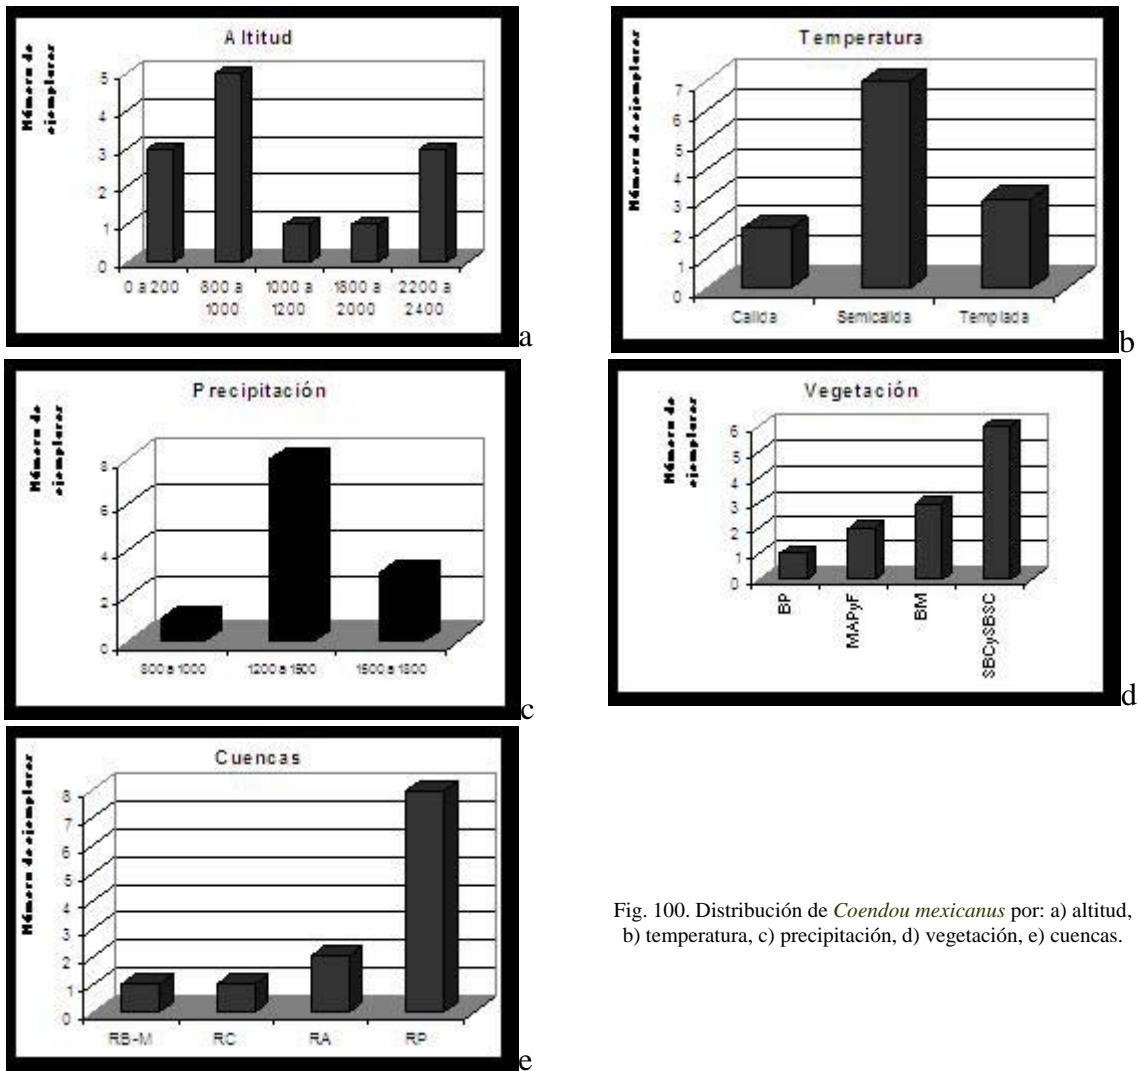 Altitud
Número de
ejemplares
5
4
3
2
1
0
0 a 200
800 a
1000
1000 a
1200
1800 a
2000
2200 a
2400
a
Temperatura
Número de ejemplares
7
6
5
4
3
2
1
0
Calida
Semicalida
Templada
b
Precipitación
Número de
ejemplares
8
6
4
2
0
800 a 1000
1200 a 1500
1500 a 1800
c
Vegetación
Número de
ejemplares
6
5
4
3
2
1
0
BP
MAPyF
BM
SBCySBSC
d
Cuencas
Número de ejemplares
8
7
6
5
4
3
2
1
0
RB-M
RC
RA
RP
e
Fig. 100. Distribución de Coendou mexicanus por: a) altitud,
b) temperatura, c) precipitación, d) vegetación, e) cuencas.